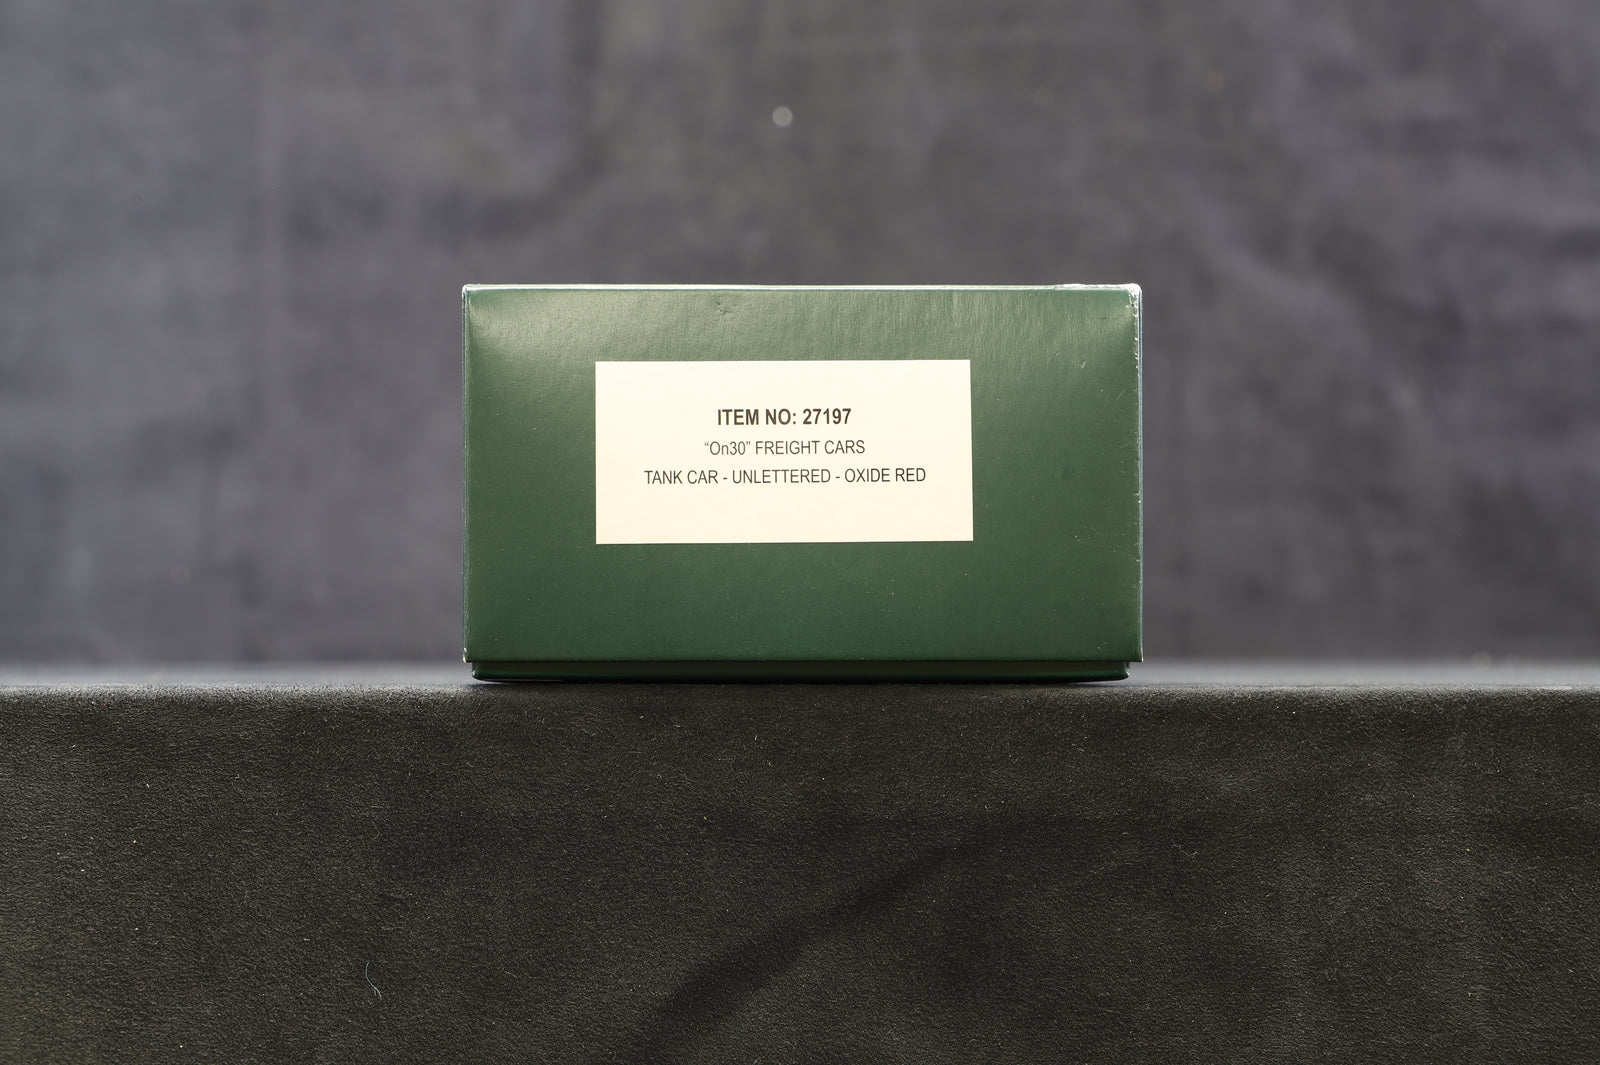 ITEM NO: 27197
“On30” FREIGHT CARS
TANK CAR - UNLETTERED - OXIDE RED